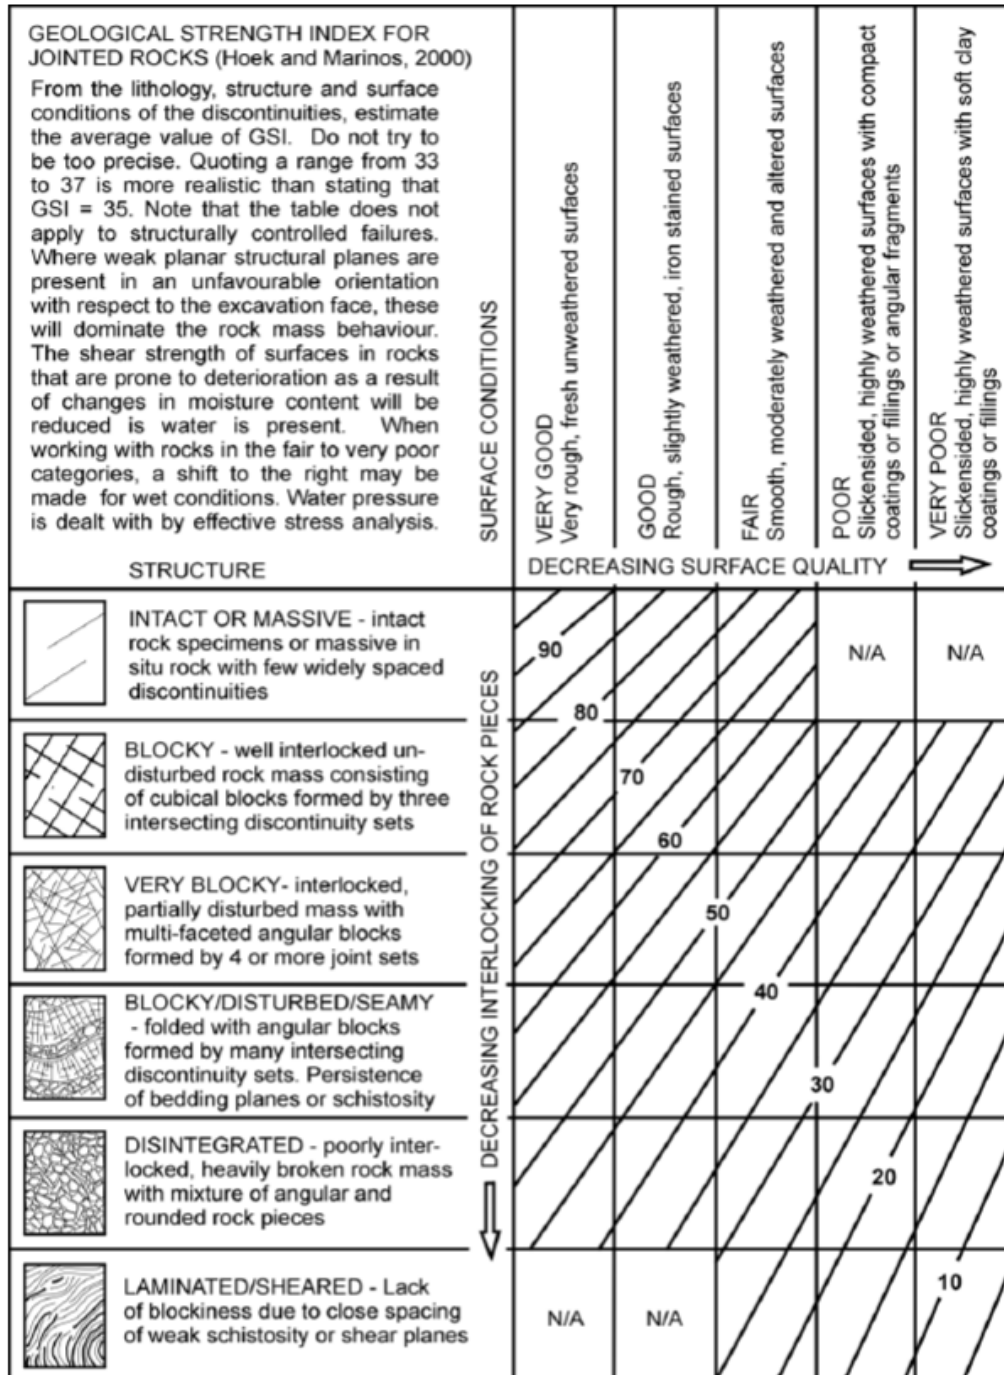 GEOLOGICAL STRENGTH INDEX FOR
JOINTED ROCKS (Hoek and Marinos, 2000)
From the lithology, structure and surface
conditions of the discontinuities, estimate
the average value of GSI. Do not try to
be too precise. Quoting a range from 33
to 37 is more realistic than stating that
GSI = 35. Note that the table does not
apply to structurally controlled failures.
Where weak planar structural planes are
present in an unfavourable orientation
with respect to the excavation face, these
will dominate the rock mass behaviour.
The shear strength of surfaces in rocks
that are prone to deterioration as a result
of changes in moisture content will be
reduced is water is present. When
working with rocks in the fair to very poor
categories, a shift to the right may be
made for wet conditions. Water pressure
is dealt with by effective stress analysis.
STRUCTURE
SURFACE CONDITIONS
VERY GOOD
Very rough, fresh unweathered surfaces
GOOD
Rough, slightly weathered, iron stained surfaces
FAIR
Smooth, moderately weathered and altered surfaces
POOR
Slickensided, highly weathered surfaces with compact
coatings or fillings or angular fragments
VERY POOR
Slickensided, highly weathered surfaces with soft clay
coatings or fillings
DECREASING SURFACE QUALITY
DECREASING INTERLOCKING OF ROCK PIECES
INTACT OR MASSIVE - intact
rock specimens or massive in
situ rock with few widely spaced
discontinuities
BLOCKY - well interlocked un-
disturbed rock mass consisting
of cubical blocks formed by three
intersecting discontinuity sets
VERY BLOCKY- interlocked,
partially disturbed mass with
multi-faceted angular blocks
formed by 4 or more joint sets
BLOCKY/DISTURBED/SEAMY
- folded with angular blocks
formed by many intersecting
discontinuity sets. Persistence
of bedding planes or schistosity
DISINTEGRATED - poorly inter-
locked, heavily broken rock mass
with mixture of angular and
rounded rock pieces
LAMINATED/SHEARED - Lack
of blockiness due to close spacing
of weak schistosity or shear planes
90
N/A
N/A
80
70
60
50
40
30
20
10
N/A
N/A